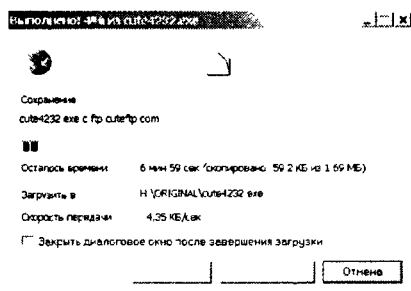 Выполнено! 4% из cute4232.exe
Сохранение
cute4232 exe с ftp cuteftp com
Осталось времени 6 мин 59 сек (скопировано 59.2 КБ из 1 69 МБ)
Загрузить в H \ORIGINAL\cute4232 exe
Скорость передачи 4,35 КБ/сек
Закрыть диалоговое окно после завершения загрузки
Отмена